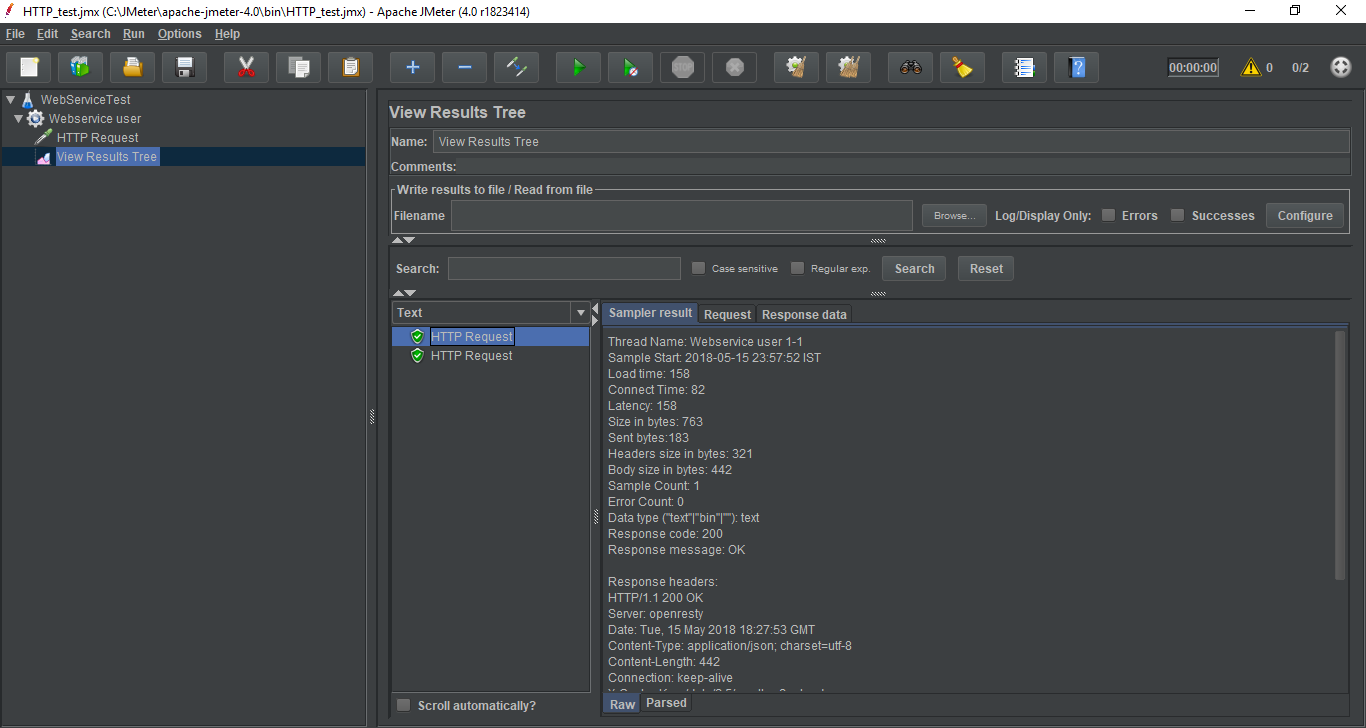 HTTP_test.jmx (C:\JMeter\apache-jmeter-4.0\bin\HTTP_test.jmx) - Apache JMeter (4.0 r1823414)
File Edit Search Run Options Help
STOP 00:00:00 0 0/2
WebServiceTest
Webservice user
HTTP Request
View Results Tree
View Results Tree
Name: View Results Tree
Comments:
Write results to file / Read from file
Filename Browse... Log/Display Only: Errors Successes Configure
Search: Case sensitive Regular exp. Search Reset
Text
HTTP Request
HTTP Request
Scroll automatically?
Sampler result Request Response data
Thread Name: Webservice user 1-1
Sample Start: 2018-05-15 23:57:52 IST
Load time: 158
Connect Time: 82
Latency: 158
Size in bytes: 763
Sent bytes:183
Headers size in bytes: 321
Body size in bytes: 442
Sample Count: 1
Error Count: 0
Data type ("text"|"bin"|""): text
Response code: 200
Response message: OK
Response headers:
HTTP/1.1 200 OK
Server: openresty
Date: Tue, 15 May 2018 18:27:53 GMT
Content-Type: application/json; charset=utf-8
Content-Length: 442
Connection: keep-alive
Raw Parsed